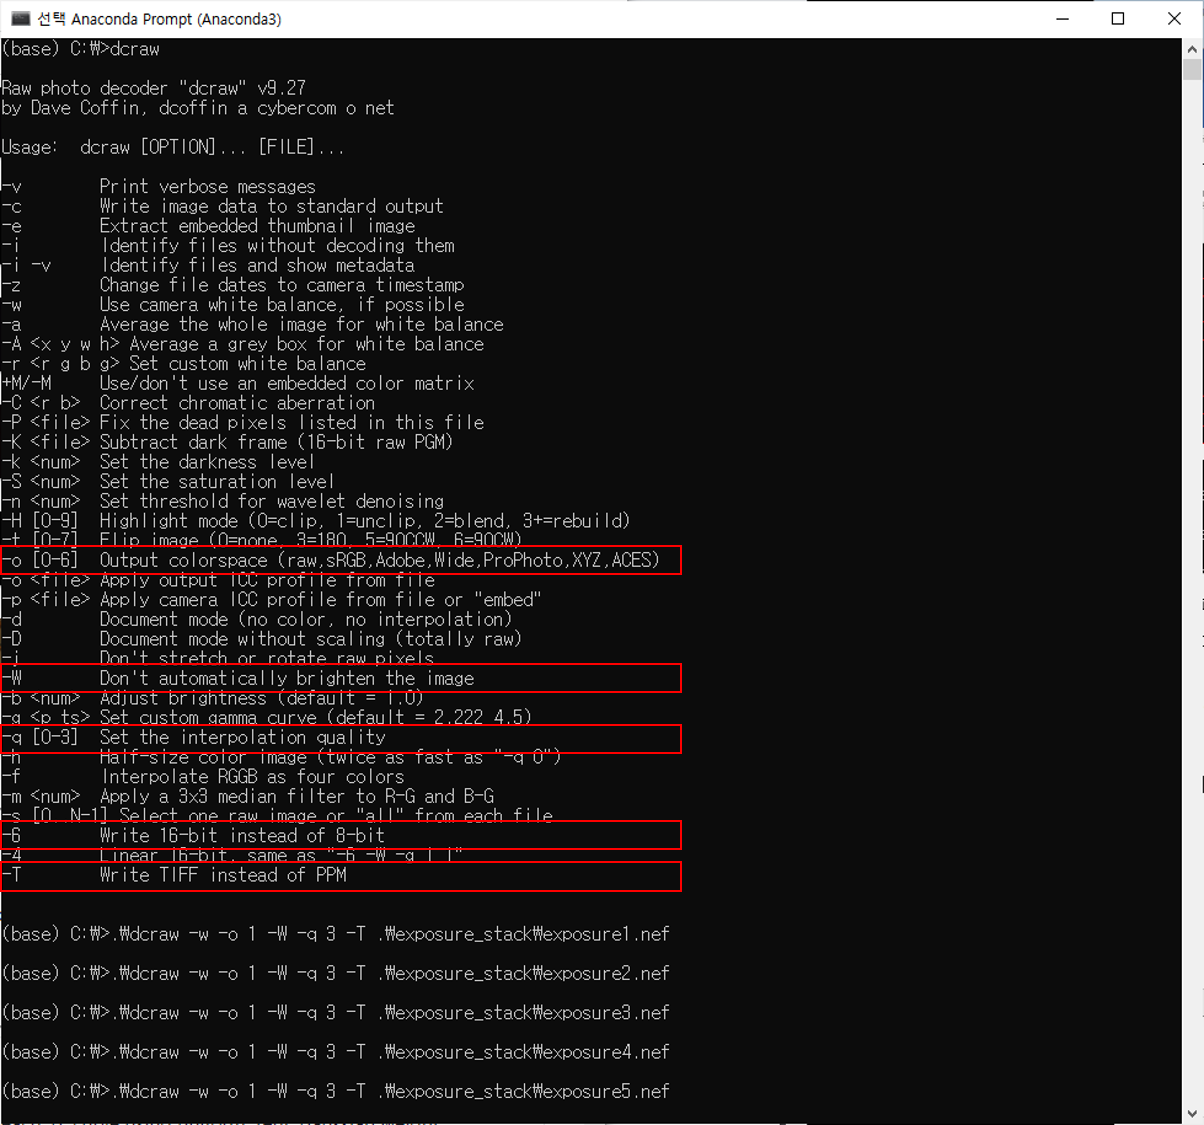 선택 Anaconda Prompt (Anaconda3)
(base) C:₩>dcraw
Raw photo decoder "dcraw" v9.27
by Dave Coffin, dcoffin a cybercom o net
Usage:  dcraw [OPTION]... [FILE]...
-v        Print verbose messages
-c        Write image data to standard output
-e        Extract embedded thumbnail image
-i        Identify files without decoding them
-i -v     Identify files and show metadata
-z        Change file dates to camera timestamp
-w        Use camera white balance, if possible
-a        Average the whole image for white balance
-A <x y w h> Average a grey box for white balance
-r <r g b g> Set custom white balance
+M/-M     Use/don't use an embedded color matrix
-C <r b>  Correct chromatic aberration
-P <file> Fix the dead pixels listed in this file
-K <file> Subtract dark frame (16-bit raw PGM)
-k <num>  Set the darkness level
-S <num>  Set the saturation level
-n <num>  Set threshold for wavelet denoising
-H [0-9]  Highlight mode (0=clip, 1=unclip, 2=blend, 3+=rebuild)
-t [0-7]  Flip image (0=none, 3=180, 5=90CCW, 6=90CW)
-o [0-6]  Output colorspace (raw,sRGB,Adobe,Wide,ProPhoto,XYZ,ACES)
-o <file> Apply output ICC profile from file
-p <file> Apply camera ICC profile from file or "embed"
-d        Document mode (no color, no interpolation)
-D        Document mode without scaling (totally raw)
-j        Don't stretch or rotate raw pixels
-W        Don't automatically brighten the image
-b <num>  Adjust brightness (default = 1.0)
-g <p ts> Set custom gamma curve (default = 2.222 4.5)
-q [0-3]  Set the interpolation quality
-h        Half-size color image (twice as fast as "-q 0")
-f        Interpolate RGGB as four colors
-m <num>  Apply a 3x3 median filter to R-G and B-G
-s [0..N-1] Select one raw image or "all" from each file
-6        Write 16-bit instead of 8-bit
-4        Linear 16-bit, same as "-6 -W -g 1 1"
-T        Write TIFF instead of PPM
(base) C:₩>.₩dcraw -w -o 1 -W -q 3 -T .₩exposure_stack₩exposure1.nef
(base) C:₩>.₩dcraw -w -o 1 -W -q 3 -T .₩exposure_stack₩exposure2.nef
(base) C:₩>.₩dcraw -w -o 1 -W -q 3 -T .₩exposure_stack₩exposure3.nef
(base) C:₩>.₩dcraw -w -o 1 -W -q 3 -T .₩exposure_stack₩exposure4.nef
(base) C:₩>.₩dcraw -w -o 1 -W -q 3 -T .₩exposure_stack₩exposure5.nef